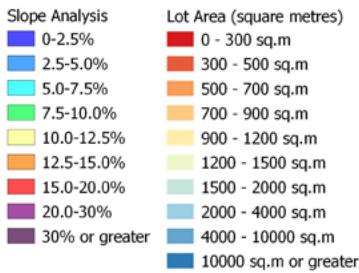 Slope Analysis
0-2.5%
2.5-5.0%
5.0-7.5%
7.5-10.0%
10.0-12.5%
12.5-15.0%
15.0-20.0%
20.0-30%
30% or greater
Lot Area (square metres)
0 - 300 sq.m
300 - 500 sq.m
500 - 700 sq.m
700 - 900 sq.m
900 - 1200 sq.m
1200 - 1500 sq.m
1500 - 2000 sq.m
2000 - 4000 sq.m
4000 - 10000 sq.m
10000 sq.m or greater